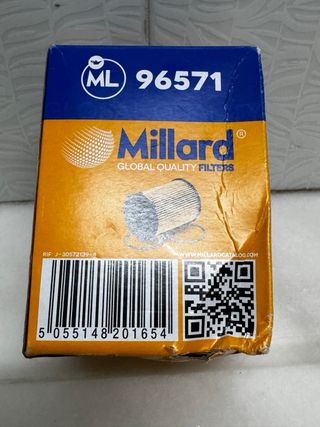 ML 96571
Millard®
GLOBAL QUALITY FILTERS
WWW.MILLARDCATALOG.COM
5 055148 201654